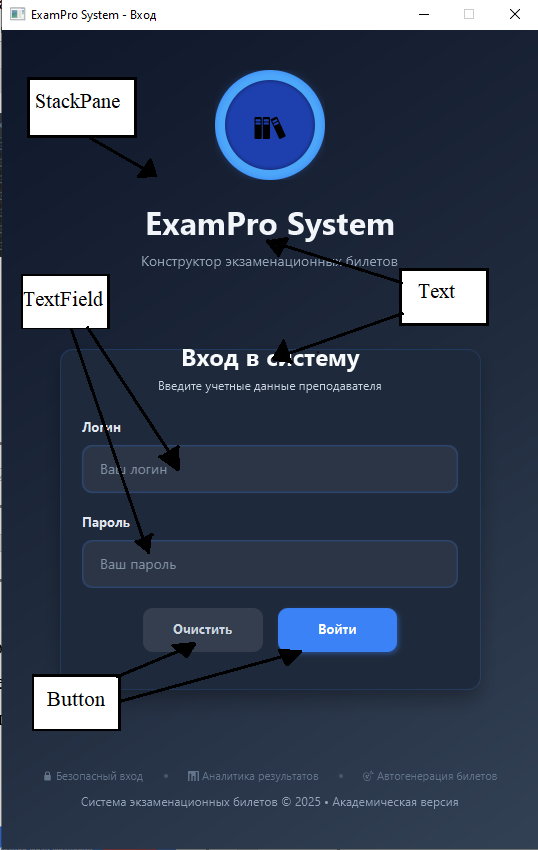 ExamPro System - Вход
StackPane
ExamPro System
Конструктор экзаменационных билетов
TextField
Text
Вход в систему
Введите учетные данные преподавателя
Логин
Ваш логин
Пароль
Ваш пароль
Очистить
Войти
Button
Безопасный вход • Аналитика результатов • Автогенерация билетов
Система экзаменационных билетов © 2025 • Академическая версия